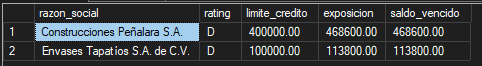 razon_social rating limite_credito exposicion saldo_vencido
1 Construcciones Peñalara S.A. D 400000.00 468600.00 468600.00
2 Envases Tapatíos S.A. de C.V. D 100000.00 113800.00 113800.00